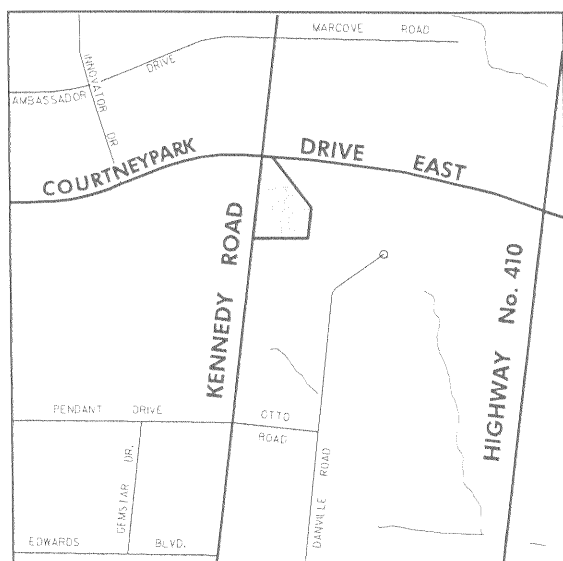 MARCOVE ROAD
INNOVATOR DR.
DRIVE
AMBASSADOR
COURTNEYPARK DRIVE EAST
KENNEDY ROAD
HIGHWAY No. 410
PENDANT DRIVE
OTTO ROAD
GEMSTAR DR.
DANVILLE ROAD
EDWARDS BLVD.